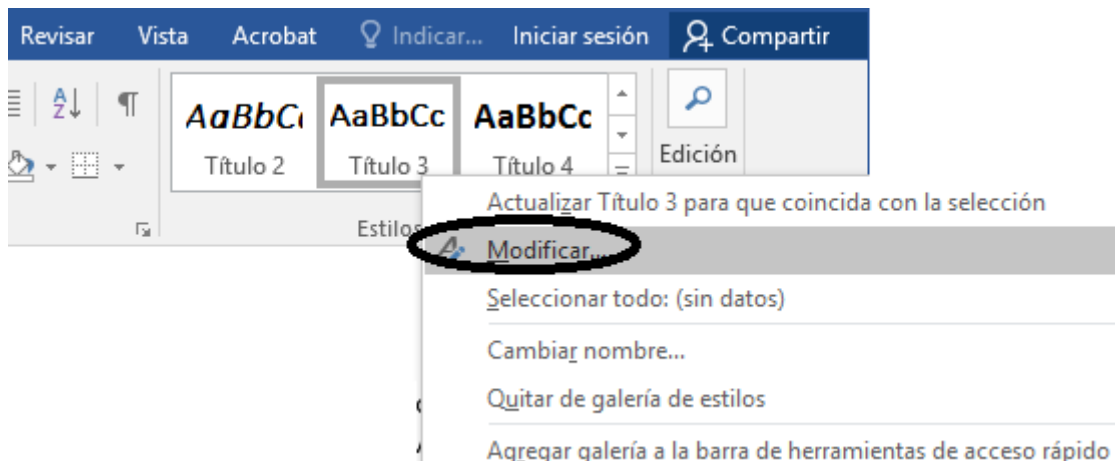 Revisar Vista Acrobat Indicar... Iniciar sesión Compartir
AaBbCc AaBbCc AaBbCc
Título 2 Título 3 Título 4 Edición
Estilos
Actualizar Título 3 para que coincida con la selección
Modificar...
Seleccionar todo: (sin datos)
Cambiar nombre...
Quitar de galería de estilos
Agregar galería a la barra de herramientas de acceso rápido